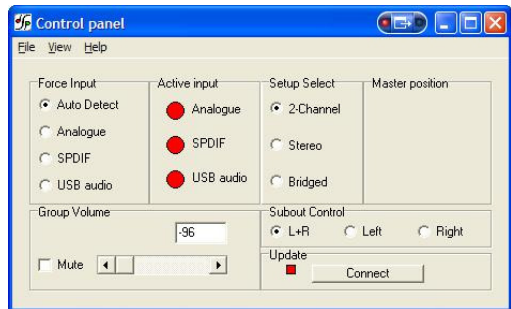 Control panel
File View Help
Force Input
Auto Detect
Analogue
SPDIF
USB audio
Active input
Analogue
SPDIF
USB audio
Setup Select
2-Channel
Stereo
Bridged
Master position
Group Volume
-96
Mute
Subout Control
L+R Left Right
Update
Connect